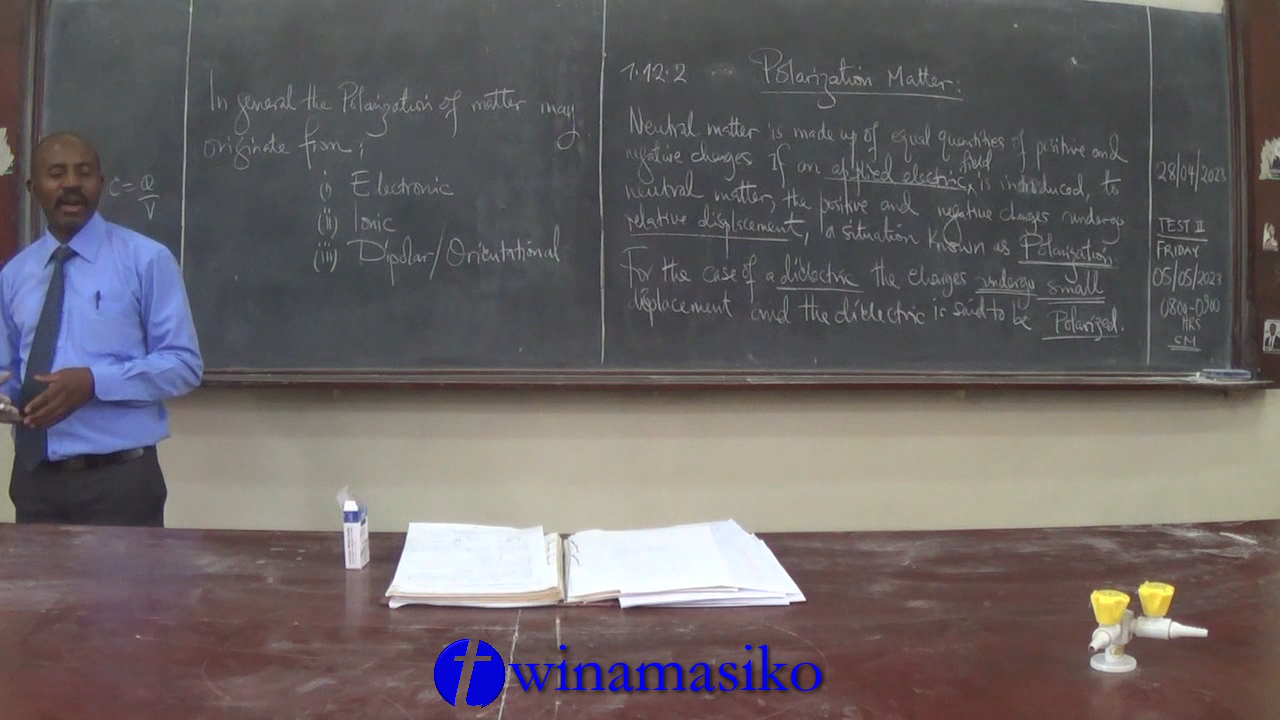 In general the Polarization of matter may
originate from;
(i) Electronic
(ii) Ionic
(iii) Dipolar/Orientational
C = Q
V
1.12.2 Polarization Matter:
Neutral matter is made up of equal quantities of positive and
negative charges If an applied electric field, is introduced, to
neutral matter, the positive and negative charges undergo
relative displacement, a situation known as Polarization.
For the case of a dielectric the charges undergo small
displacement and the dielectric is said to be Polarized.
28/04/2023
TEST II
FRIDAY
05/05/2023
0800-0900
HRS
CM
twinamasiko